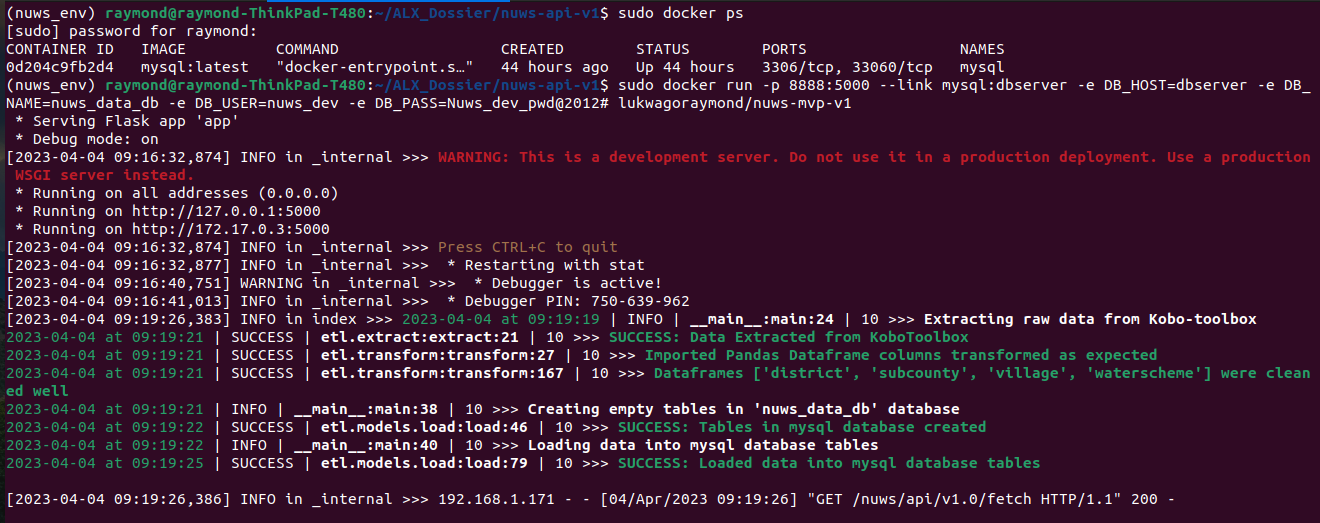 (nuws_env) raymond@raymond-ThinkPad-T480:~/ALX_Dossier/nuws-api-v1$ sudo docker ps
[sudo] password for raymond:
CONTAINER ID   IMAGE          COMMAND                  CREATED        STATUS        PORTS                 NAMES
0d204c9fb2d4   mysql:latest   "docker-entrypoint.s…"   44 hours ago   Up 44 hours   3306/tcp, 33060/tcp   mysql
(nuws_env) raymond@raymond-ThinkPad-T480:~/ALX_Dossier/nuws-api-v1$ sudo docker run -p 8888:5000 --link mysql:dbserver -e DB_HOST=dbserver -e DB_
NAME=nuws_data_db -e DB_USER=nuws_dev -e DB_PASS=Nuws_dev_pwd@2012# lukwagoraymond/nuws-mvp-v1
 * Serving Flask app 'app'
 * Debug mode: on
[2023-04-04 09:16:32,874] INFO in _internal >>> WARNING: This is a development server. Do not use it in a production deployment. Use a production
 WSGI server instead.
 * Running on all addresses (0.0.0.0)
 * Running on http://127.0.0.1:5000
 * Running on http://172.17.0.3:5000
[2023-04-04 09:16:32,874] INFO in _internal >>> Press CTRL+C to quit
[2023-04-04 09:16:32,877] INFO in _internal >>>  * Restarting with stat
[2023-04-04 09:16:40,751] WARNING in _internal >>>  * Debugger is active!
[2023-04-04 09:16:41,013] INFO in _internal >>>  * Debugger PIN: 750-639-962
[2023-04-04 09:19:26,383] INFO in index >>> 2023-04-04 at 09:19:19 | INFO | __main__:main:24 | 10 >>> Extracting raw data from Kobo-toolbox
2023-04-04 at 09:19:21 | SUCCESS | etl.extract:extract:21 | 10 >>> SUCCESS: Data Extracted from KoboToolbox
2023-04-04 at 09:19:21 | SUCCESS | etl.transform:transform:27 | 10 >>> Imported Pandas Dataframe columns transformed as expected
2023-04-04 at 09:19:21 | SUCCESS | etl.transform:transform:167 | 10 >>> Dataframes ['district', 'subcounty', 'village', 'waterscheme'] were clean
ed well
2023-04-04 at 09:19:21 | INFO | __main__:main:38 | 10 >>> Creating empty tables in 'nuws_data_db' database
2023-04-04 at 09:19:22 | SUCCESS | etl.models.load:load:46 | 10 >>> SUCCESS: Tables in mysql database created
2023-04-04 at 09:19:22 | INFO | __main__:main:40 | 10 >>> Loading data into mysql database tables
2023-04-04 at 09:19:25 | SUCCESS | etl.models.load:load:79 | 10 >>> SUCCESS: Loaded data into mysql database tables
[2023-04-04 09:19:26,386] INFO in _internal >>> 192.168.1.171 - - [04/Apr/2023 09:19:26] "GET /nuws/api/v1.0/fetch HTTP/1.1" 200 -